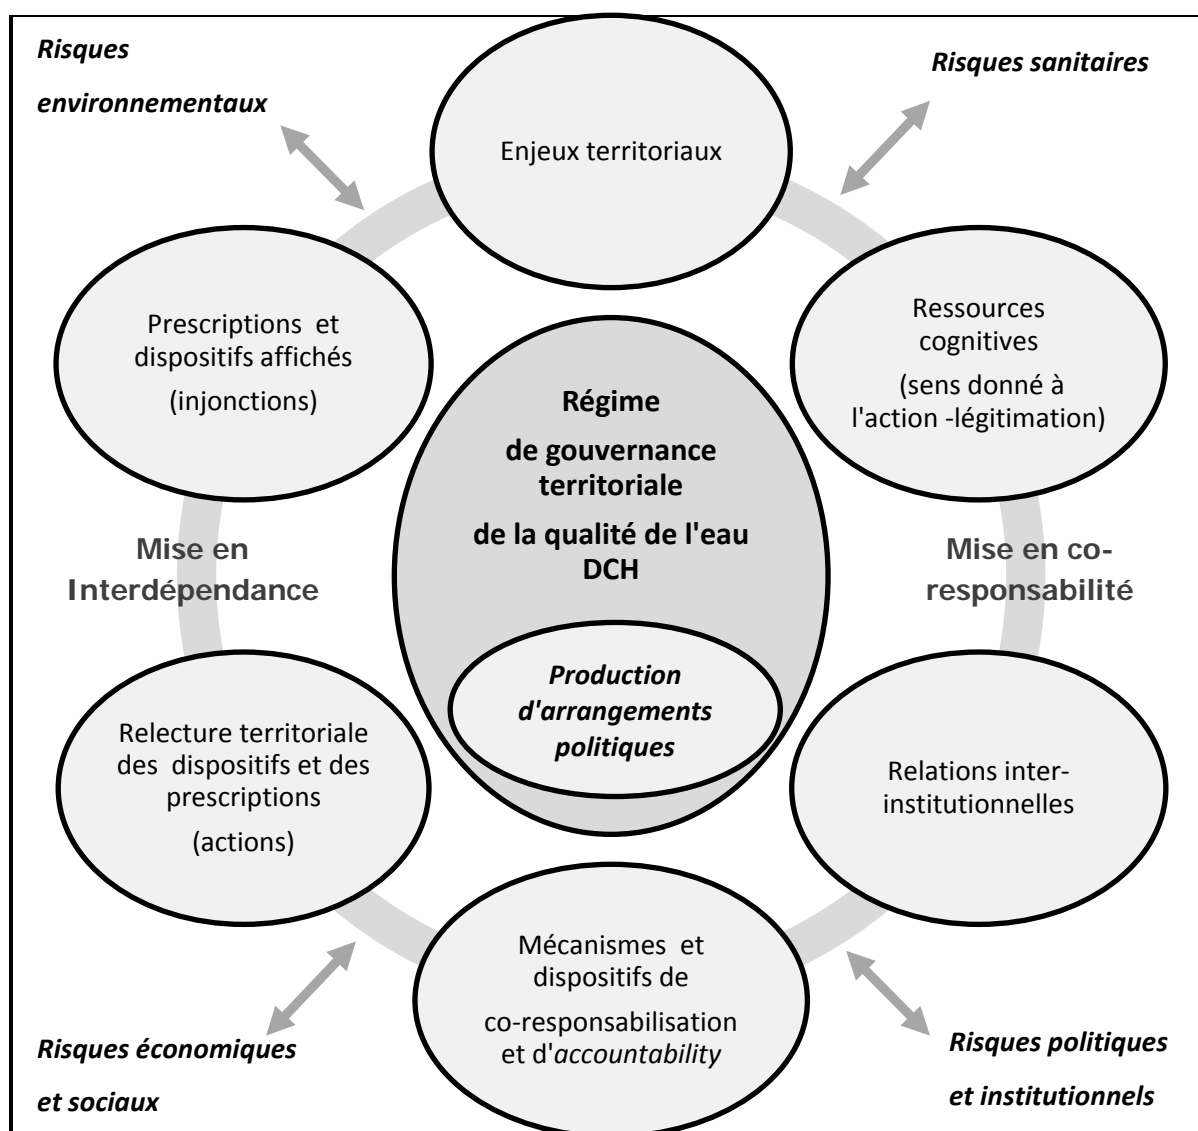 Risques
environnementaux
Risques sanitaires
Enjeux territoriaux
Prescriptions et
dispositifs affichés
(injonctions)
Ressources
cognitives
(sens donné à
l'action -légitimation)
Régime
de gouvernance
territoriale
de la qualité de l'eau
DCH
Mise en
Interdépendance
Mise en co-
responsabilité
Production
d'arrangements
politiques
Relecture territoriale
des dispositifs et des
prescriptions
(actions)
Relations inter-
institutionnelles
Mécanismes et
dispositifs de
co-responsabilisation
et d'accountability
Risques économiques
et sociaux
Risques politiques
et institutionnels